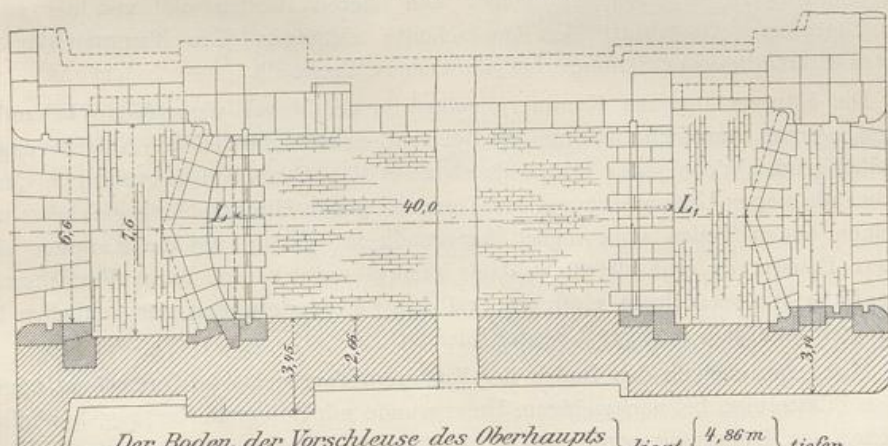 6,6
7,6
L
40,0
L₁
3,45
2,66
3,14
Der Boden der Vorschleuse des Oberhaupts } liegt { 4,86 m } tiefer